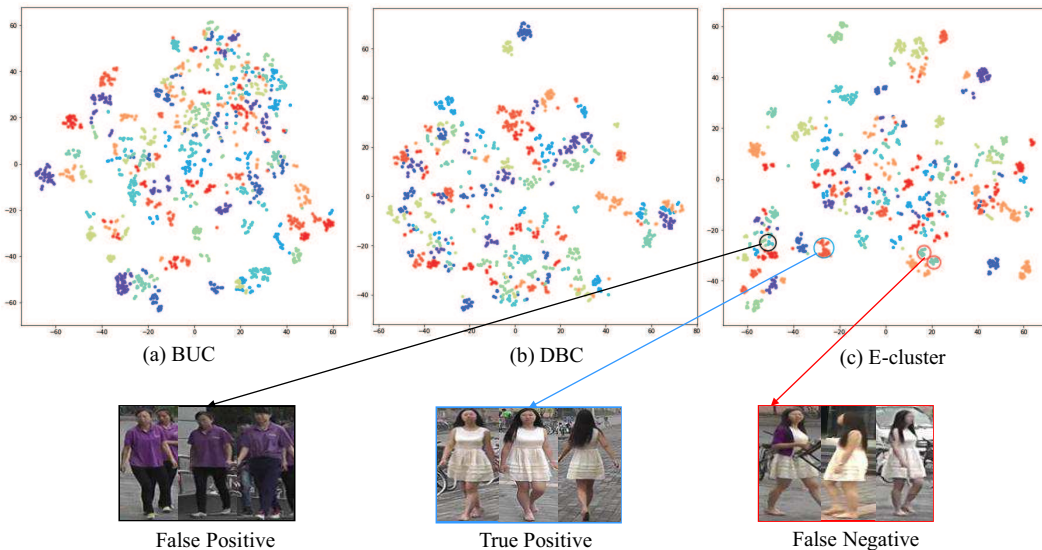 60
40
20
0
−20
−40
−60
−60 −40 −20 0 20 40 60
(a) BUC
60
40
20
0
−20
−40
−60 −40 −20 0 20 40 60 80
(b) DBC
60
40
20
0
−20
−40
−60 −40 −20 0 20 40 60
(c) E-cluster
False Positive
True Positive
False Negative